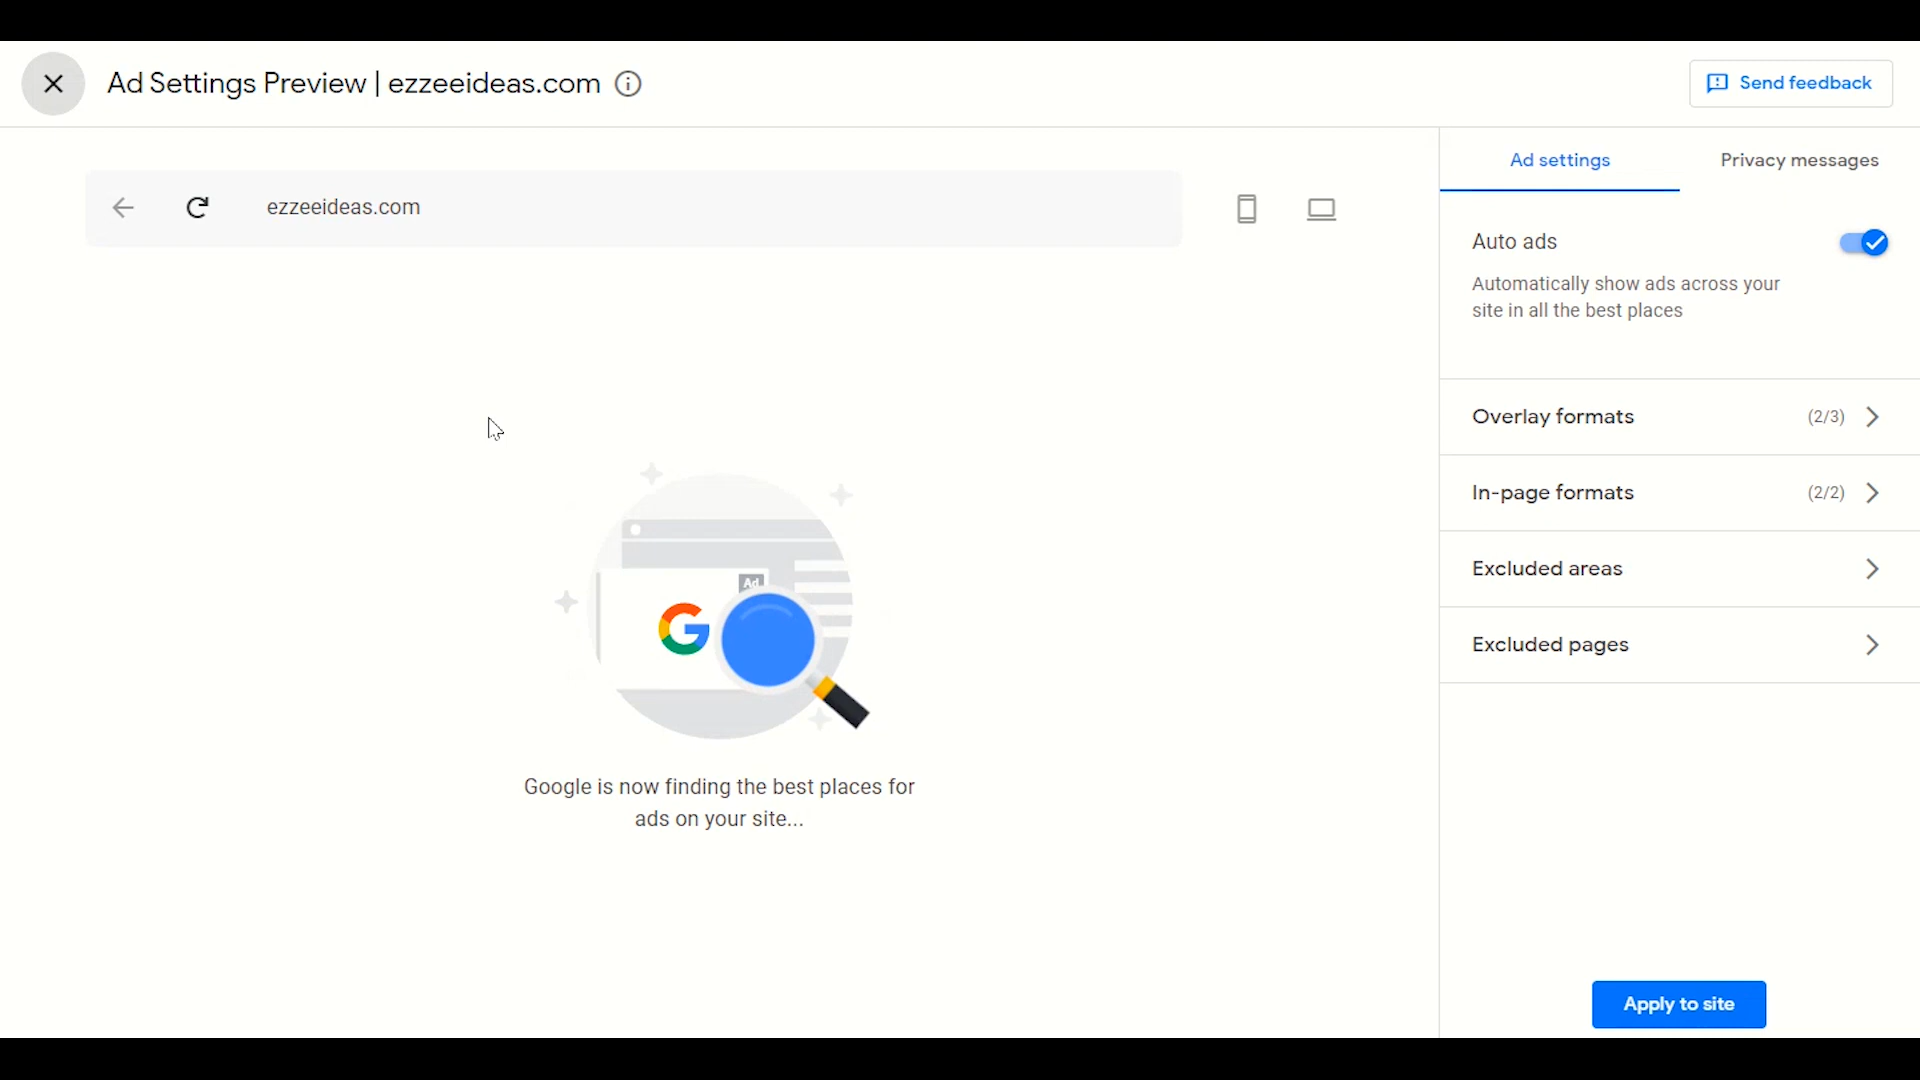 Ad Settings Preview | ezzeeideas.com
Send feedback
ezzeeideas.com
Ad settings
Privacy messages
Auto ads
Automatically show ads across your
site in all the best places
Overlay formats (2/3)
In-page formats (2/2)
Excluded areas
Excluded pages
Ad
G
Google is now finding the best places for
ads on your site...
Apply to site